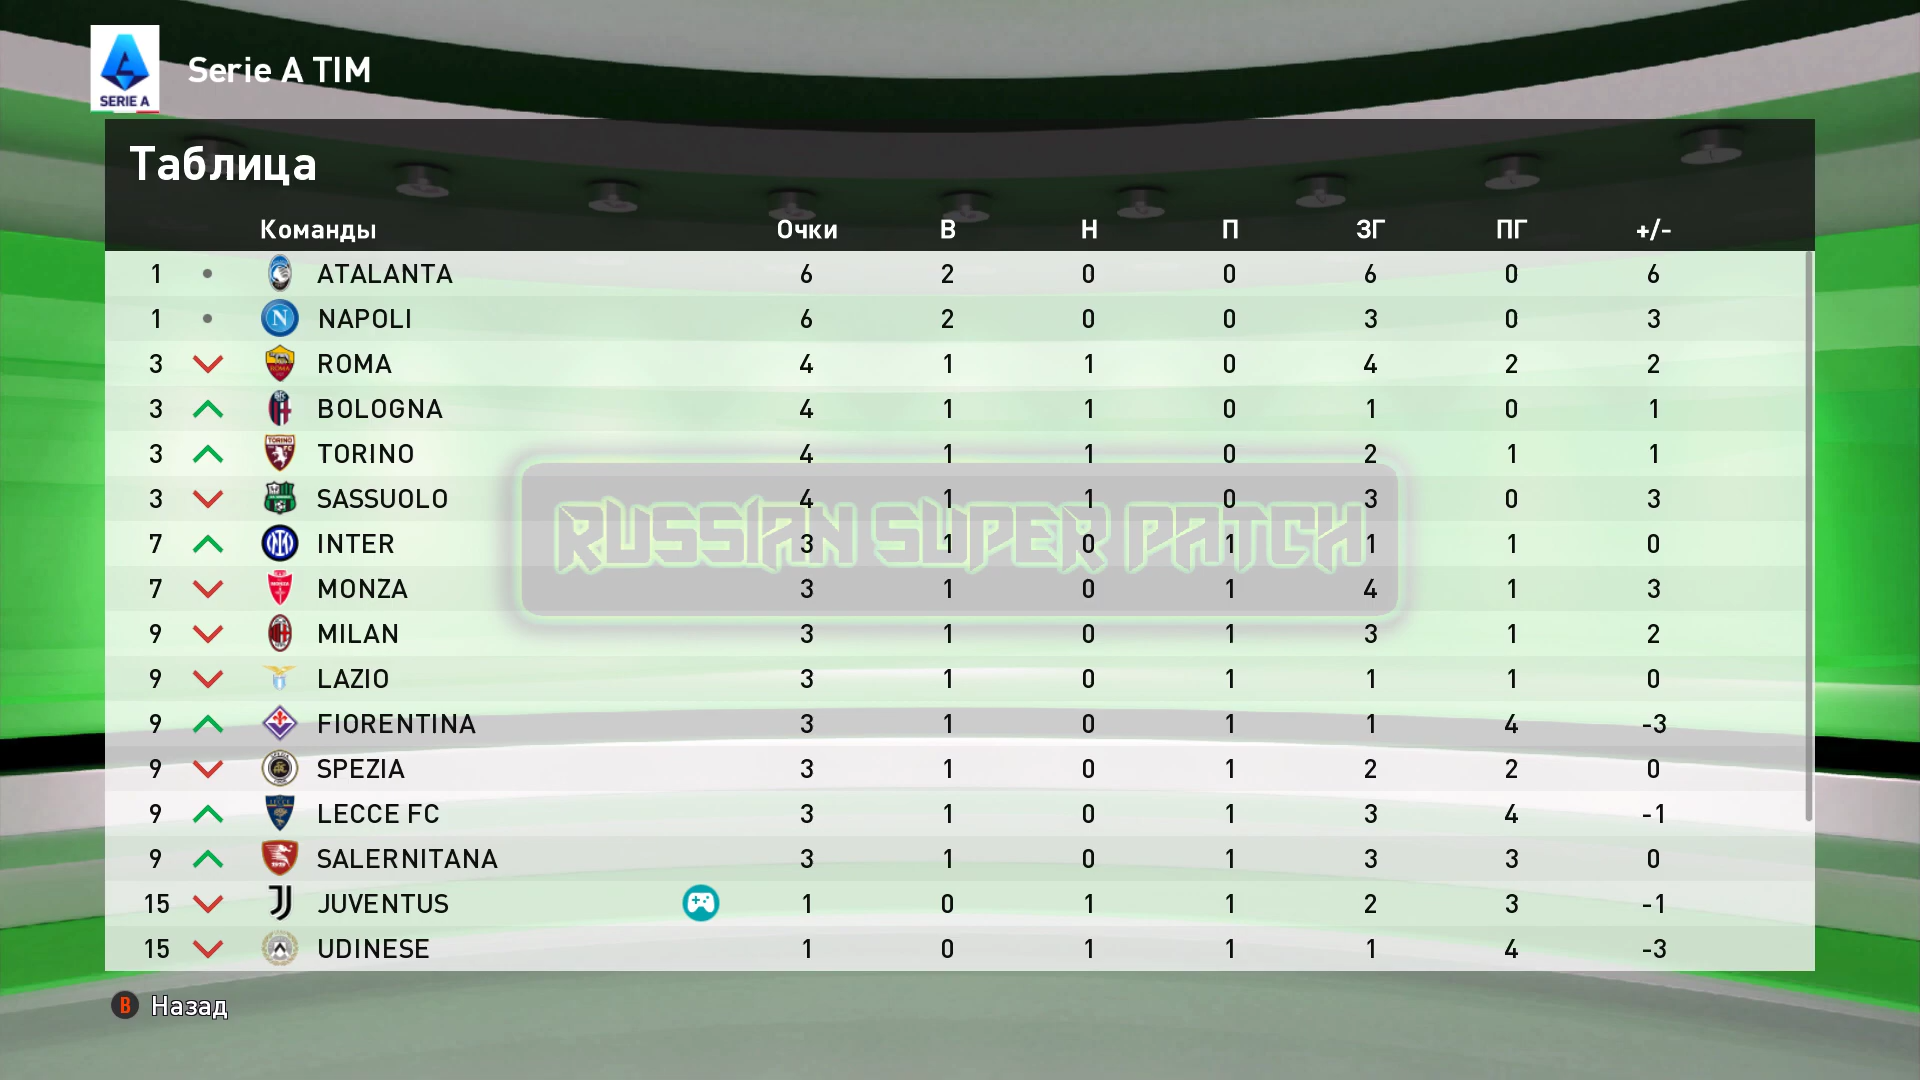 SERIE A
Serie A TIM
Таблица
Команды Очки В Н П ЗГ ПГ +/-
1 ATALANTA 6 2 0 0 6 0 6
1 NAPOLI 6 2 0 0 3 0 3
3 ROMA 4 1 1 0 4 2 2
3 BOLOGNA 4 1 1 0 1 0 1
3 TORINO 4 1 1 0 2 1 1
3 SASSUOLO 4 1 1 0 3 0 3
RUSSIAN SUPER PATCH
7 INTER 3 1 0 1 1 1 0
7 MONZA 3 1 0 1 4 1 3
9 MILAN 3 1 0 1 3 1 2
9 LAZIO 3 1 0 1 1 1 0
9 FIORENTINA 3 1 0 1 1 4 -3
9 SPEZIA 3 1 0 1 2 2 0
9 LECCE FC 3 1 0 1 3 4 -1
9 SALERNITANA 3 1 0 1 3 3 0
15 JUVENTUS 1 0 1 1 2 3 -1
15 UDINESE 1 0 1 1 1 4 -3
B Назад